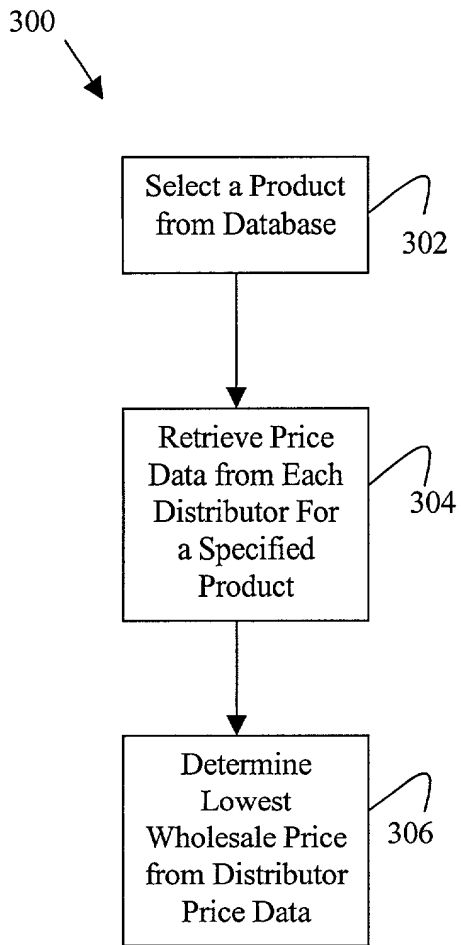 300
Select a Product
from Database
302
Retrieve Price
Data from Each
Distributor For
a Specified
Product
304
Determine
Lowest
Wholesale Price
from Distributor
Price Data
306